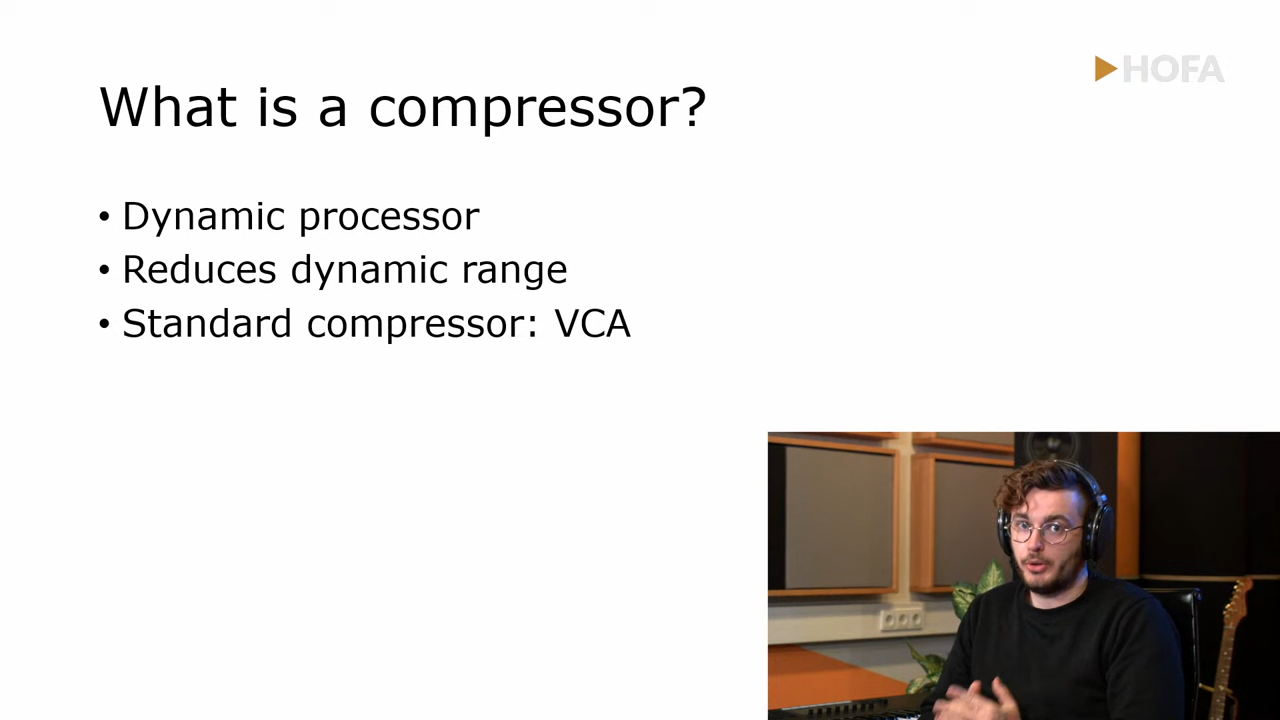 HOFA
What is a compressor?
• Dynamic processor
• Reduces dynamic range
• Standard compressor: VCA